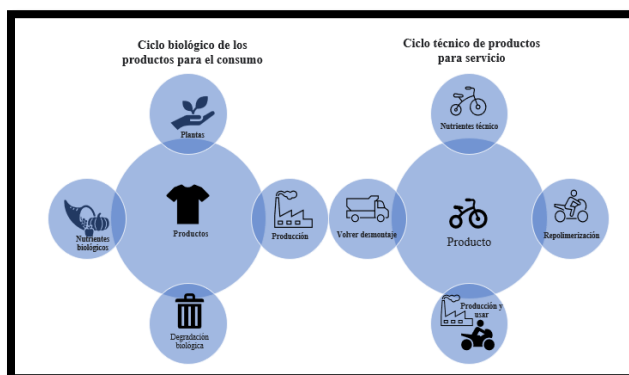 Ciclo biológico de los
productos para el consumo
Plantas
Nutrientes
biológicos
Productos
Producción
Degradación
biologica
Ciclo técnico de productos
para servicio
Nutrientes técnico
Volver desmontaje
Producto
Repolimerización
Producción y
usar